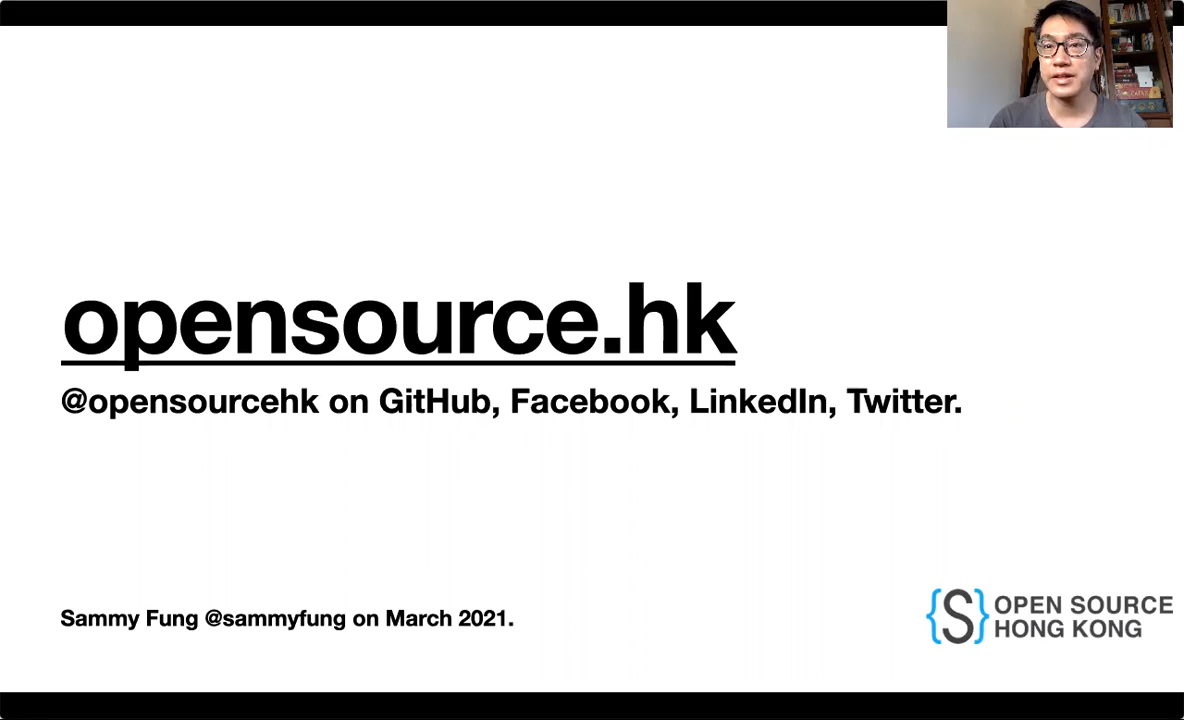 opensource.hk
@opensourcehk on GitHub, Facebook, LinkedIn, Twitter.
Sammy Fung @sammyfung on March 2021.
{S} OPEN SOURCE
HONG KONG